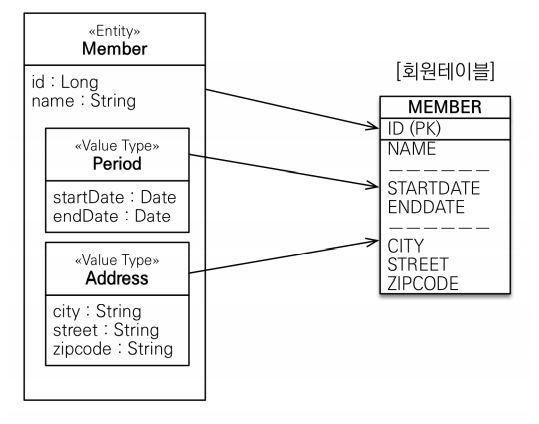 «Entity»
Member
id : Long
name : String
«Value Type»
Period
startDate : Date
endDate : Date
«Value Type»
Address
city : String
street : String
zipcode : String
[회원테이블]
MEMBER
ID (PK)
NAME
STARTDATE
ENDDATE
CITY
STREET
ZIPCODE